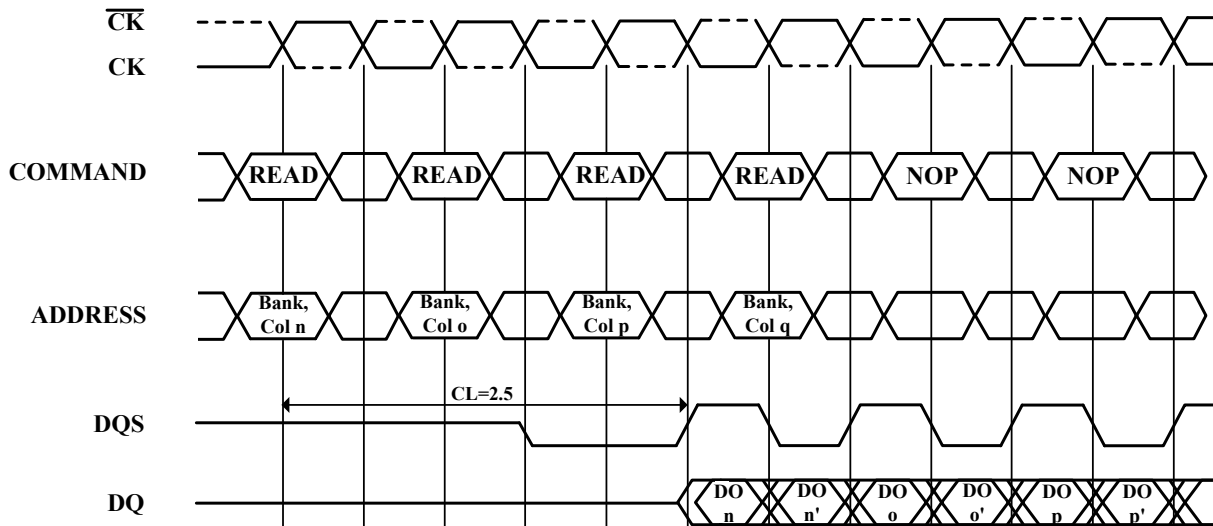 CK
CK
COMMAND
READ
READ
READ
READ
NOP
NOP
ADDRESS
Bank,
Col n
Bank,
Col o
Bank,
Col p
Bank,
Col q
CL=2.5
DQS
DQ
DO
n
DO
n'
DO
o
DO
o'
DO
p
DO
p'